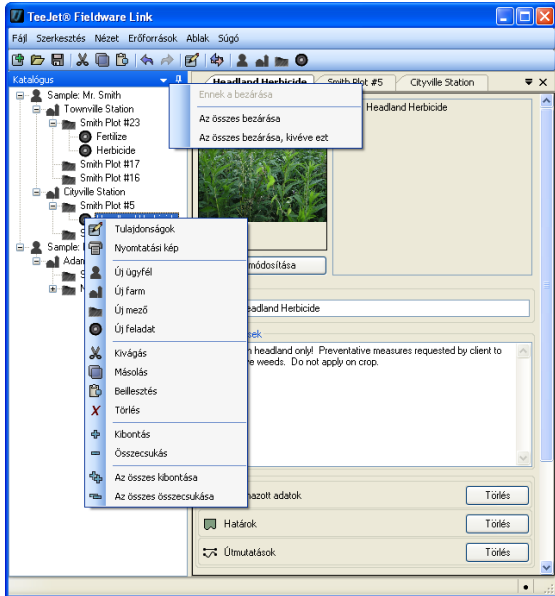 TeeJet® Fieldware Link
Fájl Szerkesztés Nézet Erőforrások Ablak Súgó
Katalógus
Headland Herbicide
Smith Plot #5
Cityville Station
Ennek a bezárása
Az összes bezárása
Az összes bezárása, kivéve ezt
Headland Herbicide
Sample: Mr. Smith
Townville Station
Smith Plot #23
Fertilize
Herbicide
Smith Plot #17
Smith Plot #16
Cityville Station
Smith Plot #5
Sample:
Adam
Tulajdonságok
Nyomtatási kép
Új ügyfél
Új farm
Új mező
Új feladat
Kivágás
Másolás
Beillesztés
Törlés
Kibontás
Összecsukás
Az összes kibontása
Az összes összecsukása
módosítása
eadland Herbicide
sek
headland only! Preventative measures requested by client to
ve weeds. Do not apply on crop.
mazott adatok
Törlés
Határok
Törlés
Útmutatások
Törlés